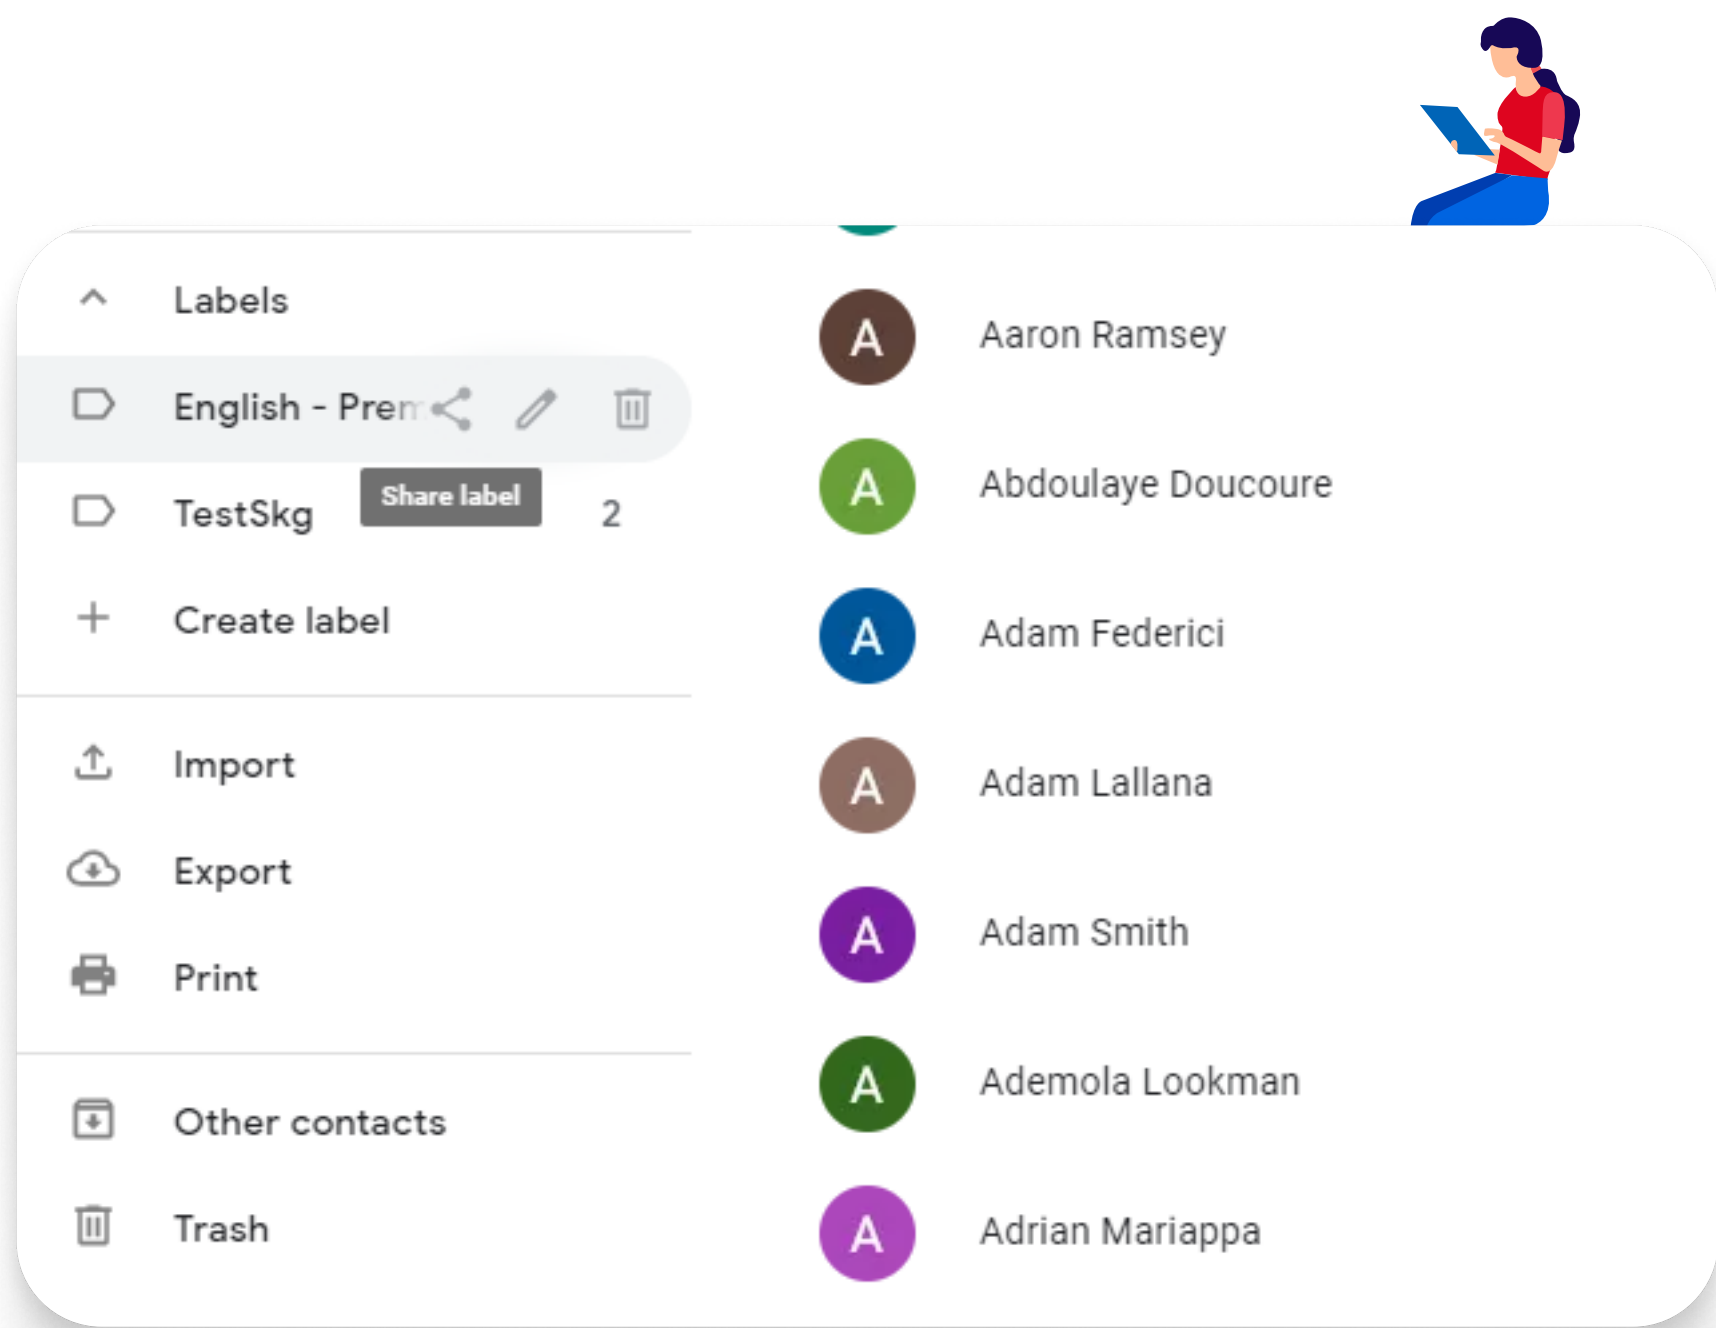 Labels
English - Prem
Share label
TestSkg 2
Create label
Import
Export
Print
Other contacts
Trash
A Aaron Ramsey
A Abdoulaye Doucoure
A Adam Federici
A Adam Lallana
A Adam Smith
A Ademola Lookman
A Adrian Mariappa